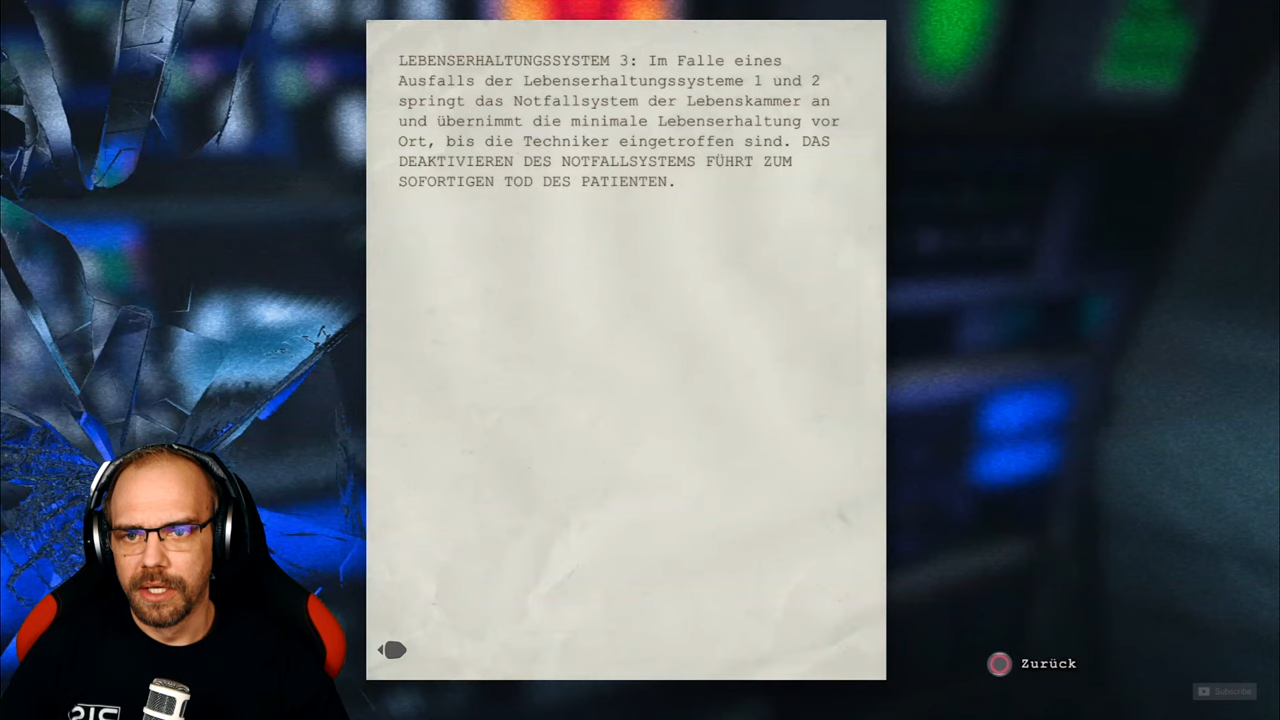 LEBENSERHALTUNGSSYSTEM 3: Im Falle eines
Ausfalls der Lebenserhaltungssysteme 1 und 2
springt das Notfallsystem der Lebenskammer an
und übernimmt die minimale Lebenserhaltung vor
Ort, bis die Techniker eingetroffen sind. DAS
DEAKTIVIEREN DES NOTFALLSYSTEMS FÜHRT ZUM
SOFORTIGEN TOD DES PATIENTEN.
Zurück
Subscribe